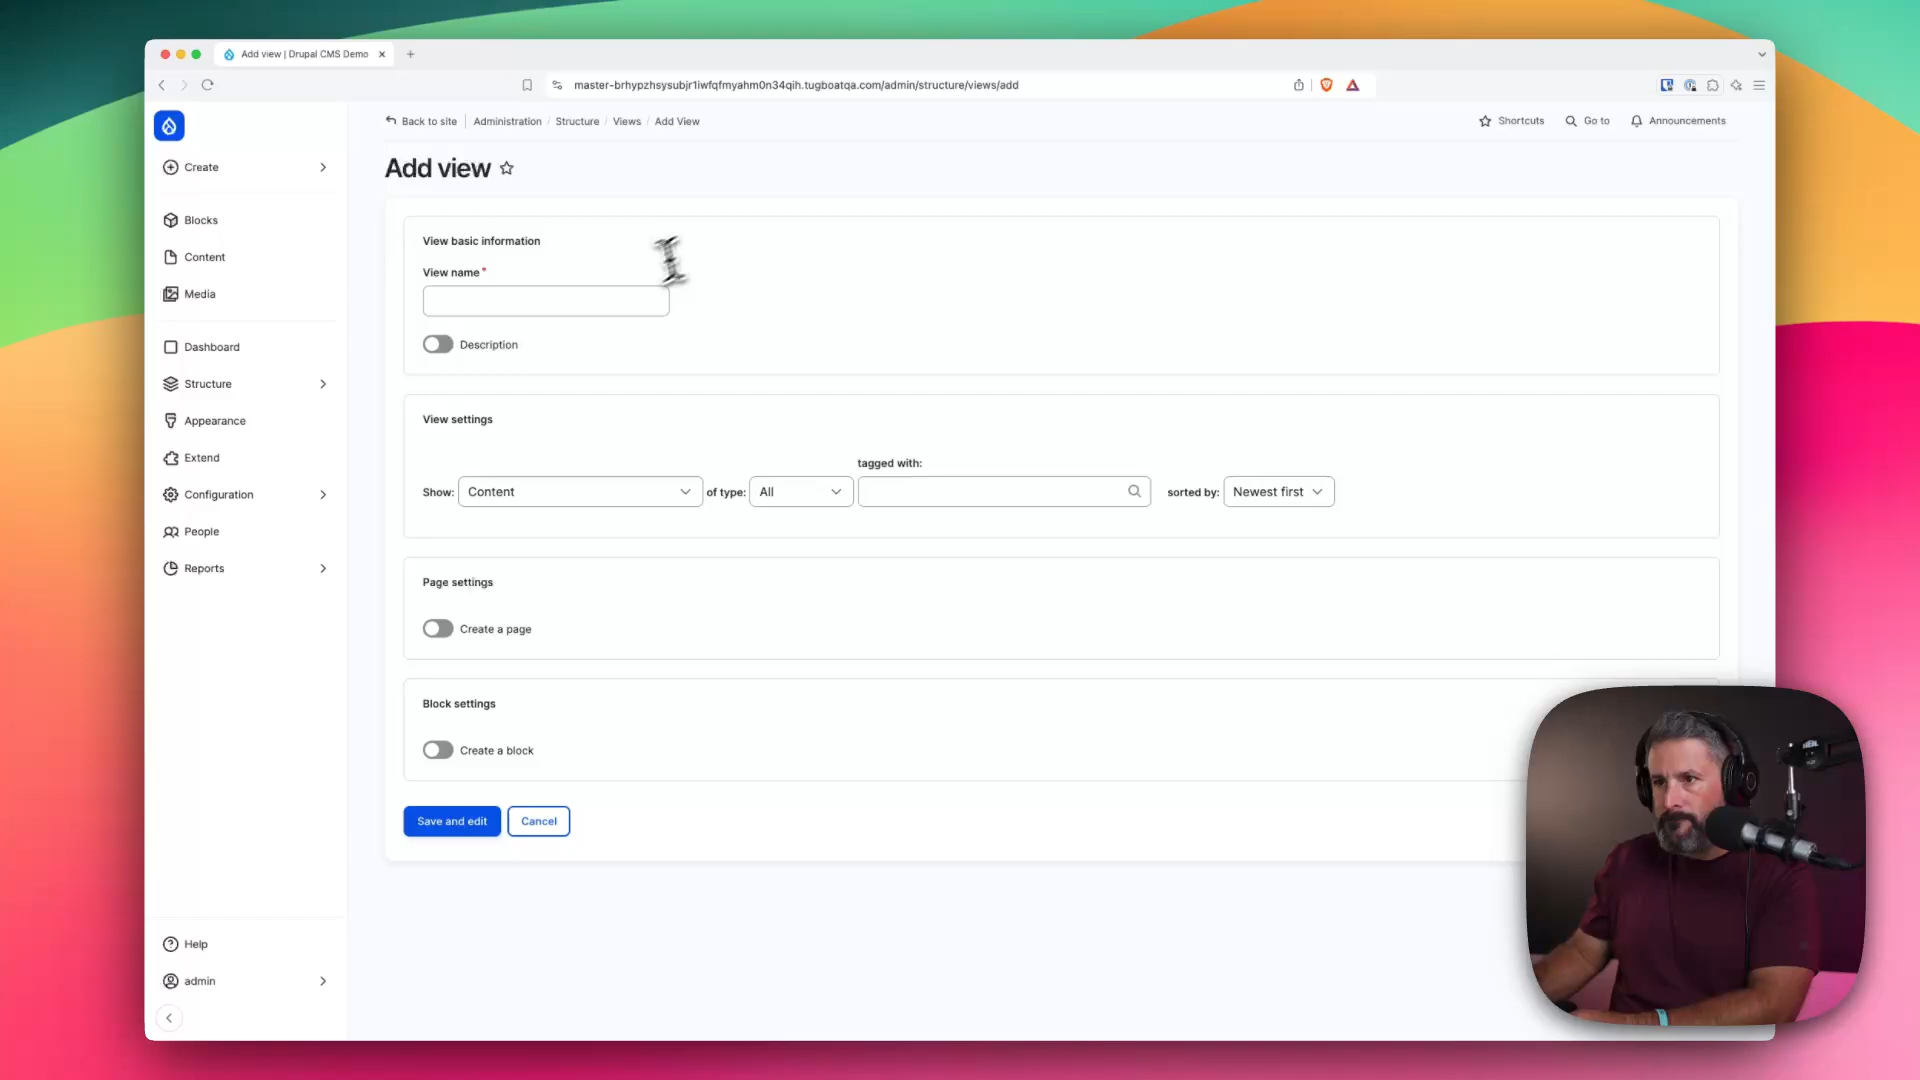 Add view | Drupal CMS Demo
master-brhypzhsysubjr1iwfqfmyahm0n34qih.tugboatqa.com/admin/structure/views/add
Back to site Administration / Structure / Views / Add View
Shortcuts Go to Announcements
Create
Blocks
Content
Media
Dashboard
Structure
Appearance
Extend
Configuration
People
Reports
Help
admin
Add view
View basic information
View name*
Description
View settings
tagged with:
Show: Content of type: All sorted by: Newest first
Page settings
Create a page
Block settings
Create a block
Save and edit Cancel